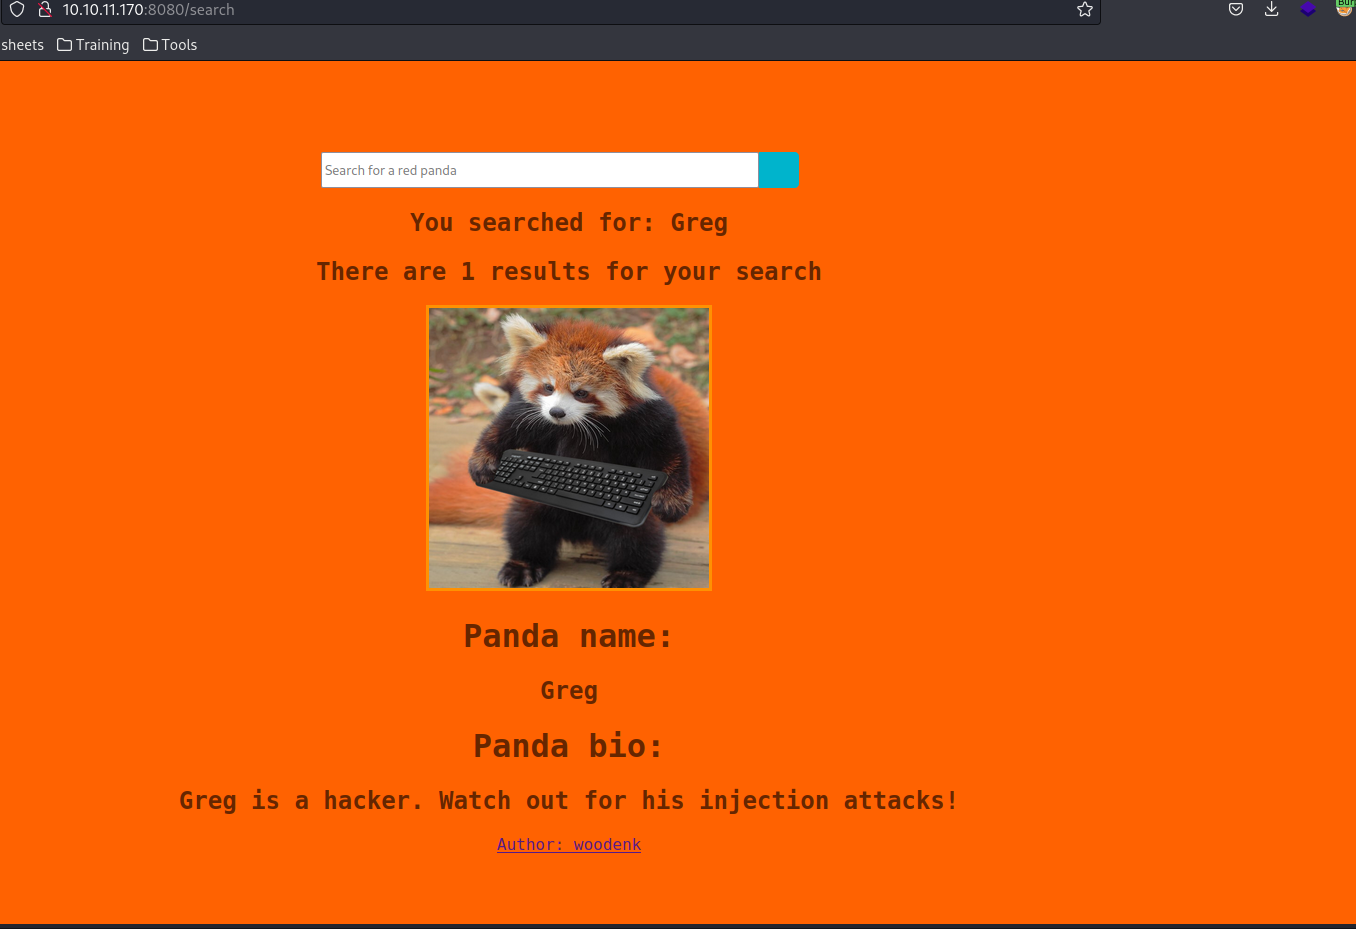 10.10.11.170:8080/search
sheets Training Tools
Search for a red panda
You searched for: Greg
There are 1 results for your search
Panda name:
Greg
Panda bio:
Greg is a hacker. Watch out for his injection attacks!
Author: woodenk